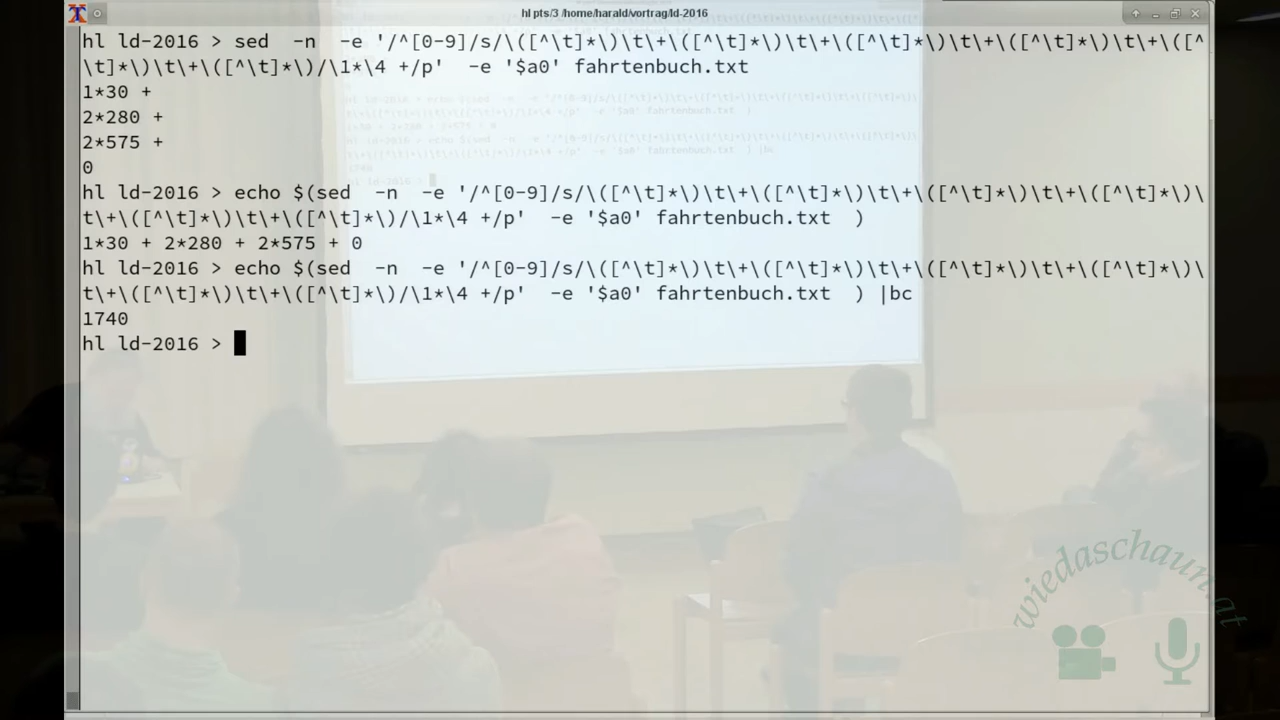 hl pts/3 /home/harald/vortrag/ld-2016
hl ld-2016 > sed  -n  -e '/^[0-9]/s/\([^\t]*\)\t\+\([^\t]*\)\t\+\([^\t]*\)\t\+\([^\t]*\)\t\+\([^
\t]*\)\t\+\([^\t]*\)/\1*\4 +/p'  -e '$a0' fahrtenbuch.txt
1*30 +
2*280 +
2*575 +
0
hl ld-2016 > echo $(sed  -n  -e '/^[0-9]/s/\([^\t]*\)\t\+\([^\t]*\)\t\+\([^\t]*\)\t\+\([^\t]*\)\
t\+\([^\t]*\)\t\+\([^\t]*\)/\1*\4 +/p'  -e '$a0' fahrtenbuch.txt  )
1*30 + 2*280 + 2*575 + 0
hl ld-2016 > echo $(sed  -n  -e '/^[0-9]/s/\([^\t]*\)\t\+\([^\t]*\)\t\+\([^\t]*\)\t\+\([^\t]*\)\
t\+\([^\t]*\)\t\+\([^\t]*\)/\1*\4 +/p'  -e '$a0' fahrtenbuch.txt  ) |bc
1740
hl ld-2016 >
wiedaschaun.at